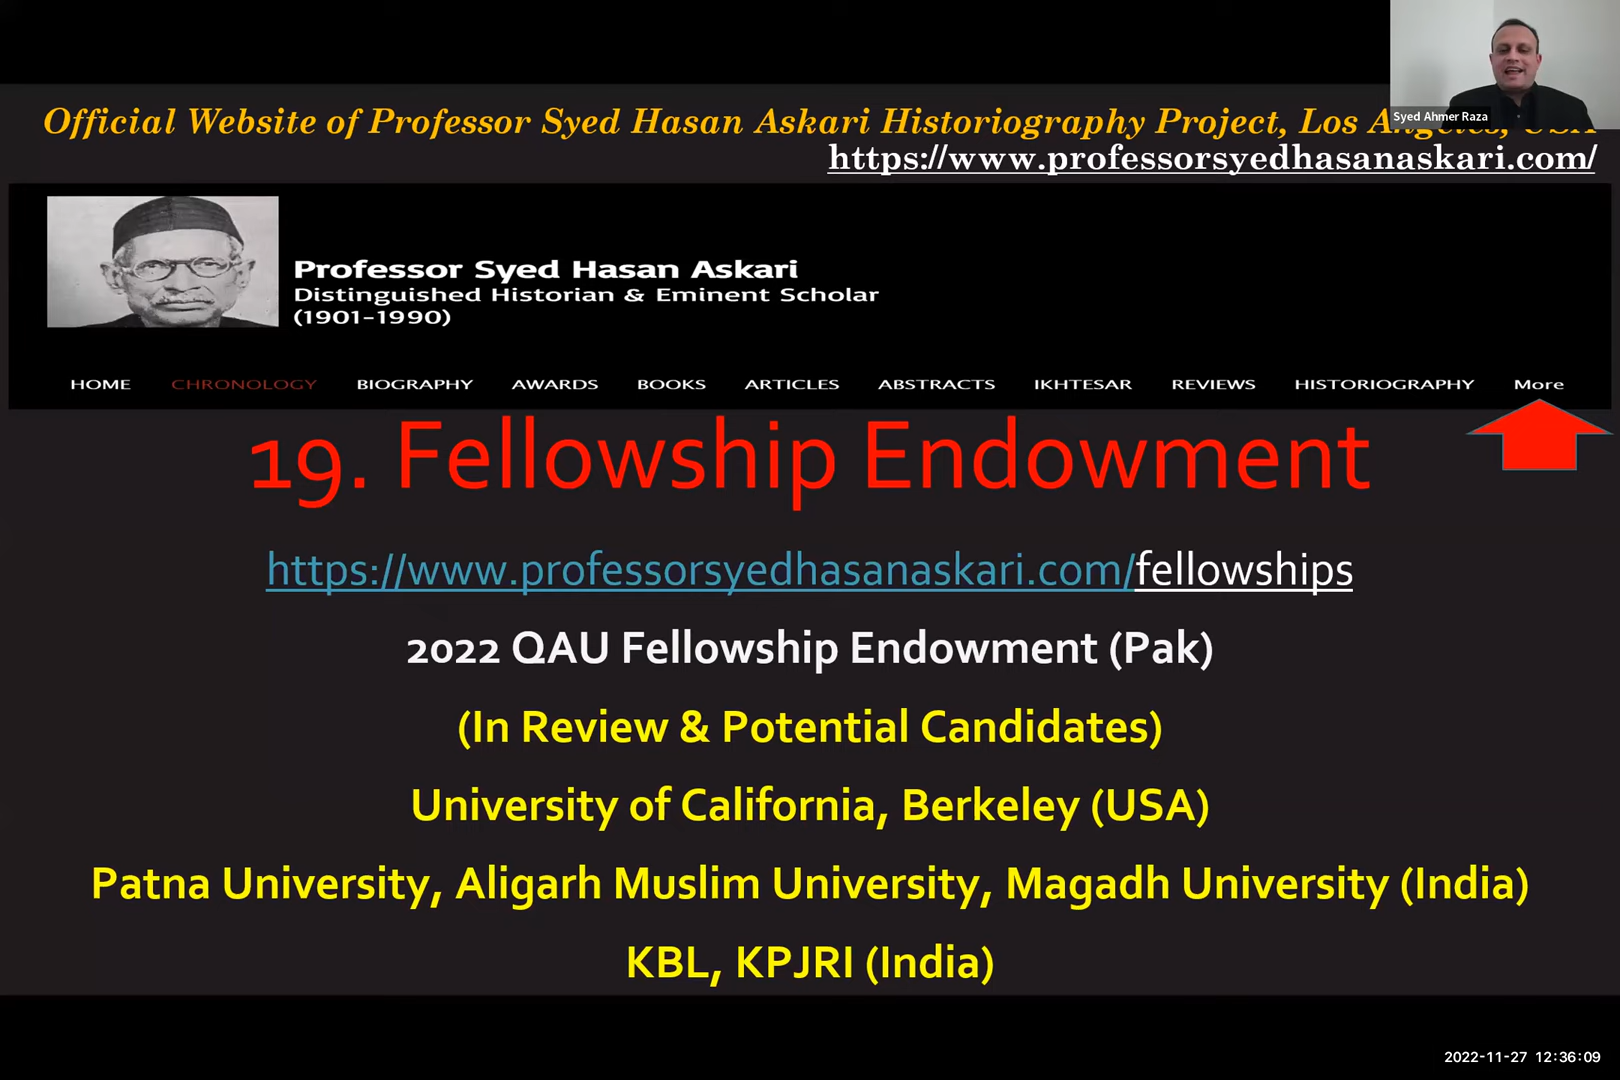 Official Website of Professor Syed Hasan Askari Historiography Project, Los Angeles, USA
Syed Ahmer Raza
https://www.professorsyedhasanaskari.com/
Professor Syed Hasan Askari
Distinguished Historian & Eminent Scholar
(1901-1990)
HOME CHRONOLOGY BIOGRAPHY AWARDS BOOKS ARTICLES ABSTRACTS IKHTESAR REVIEWS HISTORIOGRAPHY More
19. Fellowship Endowment
https://www.professorsyedhasanaskari.com/fellowships
2022 QAU Fellowship Endowment (Pak)
(In Review & Potential Candidates)
University of California, Berkeley (USA)
Patna University, Aligarh Muslim University, Magadh University (India)
KBL, KPJRI (India)
2022-11-27 12:36:09